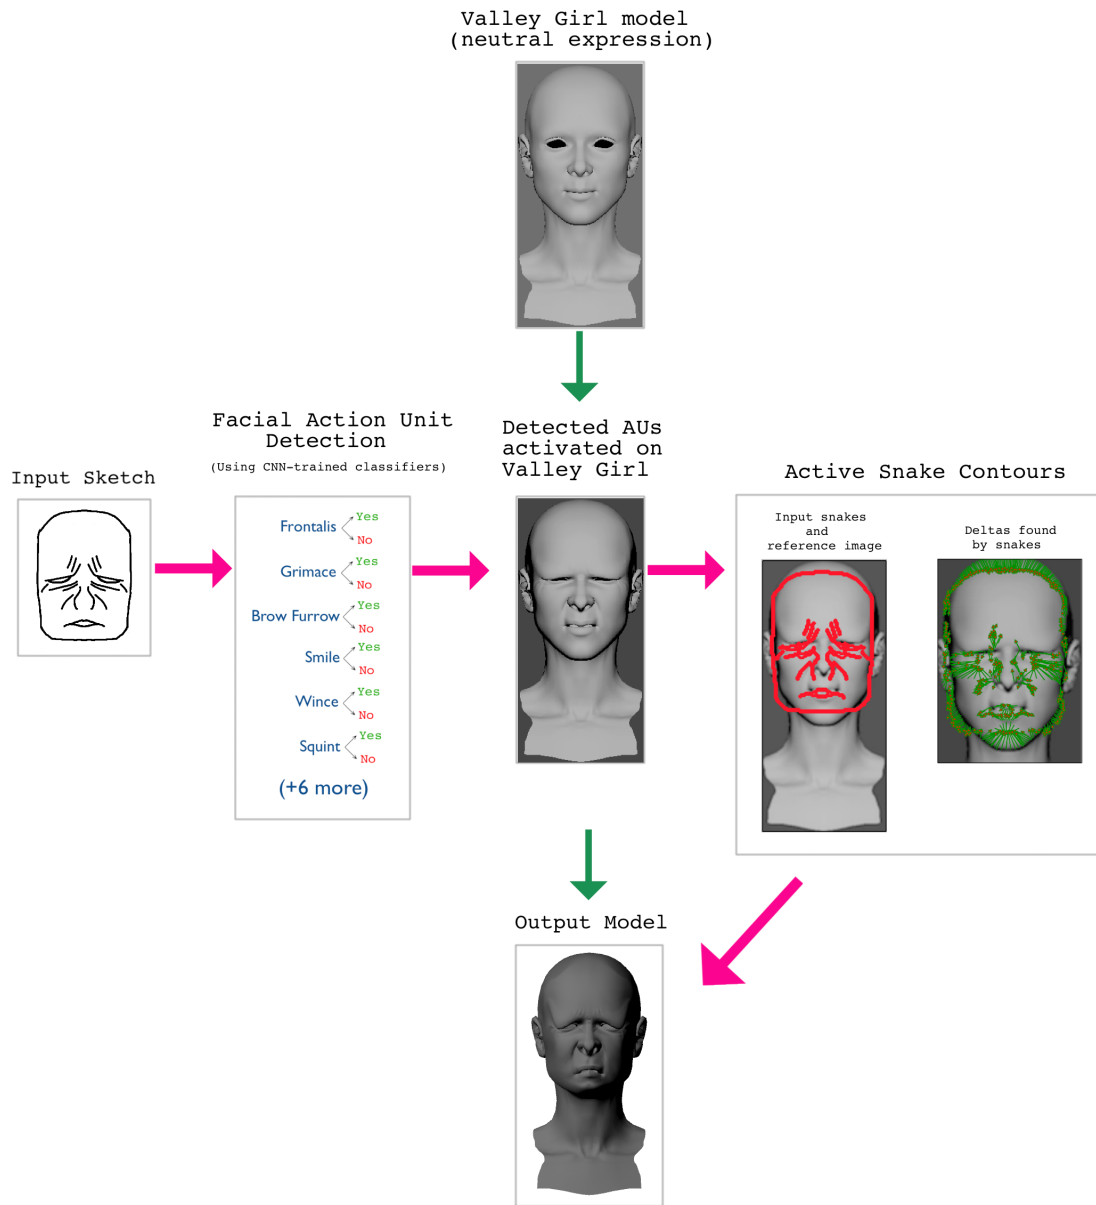 Valley Girl model
(neutral expression)
Facial Action Unit
Detection
(Using CNN-trained classifiers)
Detected AUs
activated on
Valley Girl
Input Sketch
Active Snake Contours
Frontalis
Yes
No
Grimace
Yes
No
Brow Furrow
Yes
No
Smile
Yes
No
Wince
Yes
No
Squint
Yes
No
(+6 more)
Input snakes
and
reference image
Deltas found
by snakes
Output Model